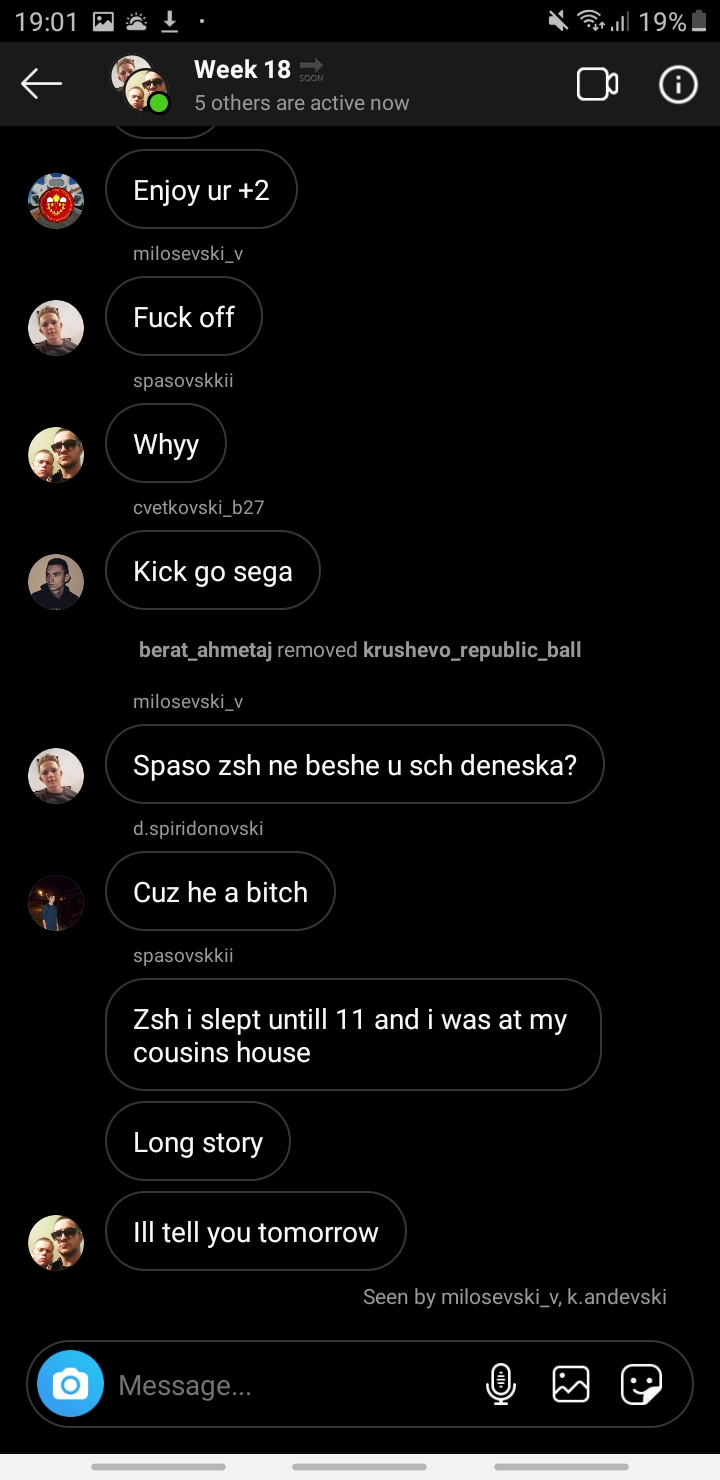 19:01
19%
Week 18 SOON
5 others are active now
Enjoy ur +2
milosevski_v
Fuck off
spasovskkii
Whyy
cvetkovski_b27
Kick go sega
berat_ahmetaj removed krushevo_republic_ball
milosevski_v
Spaso zsh ne beshe u sch deneska?
d.spiridonovski
Cuz he a bitch
spasovskkii
Zsh i slept untill 11 and i was at my
cousins house
Long story
Ill tell you tomorrow
Seen by milosevski_v, k.andevski
Message...